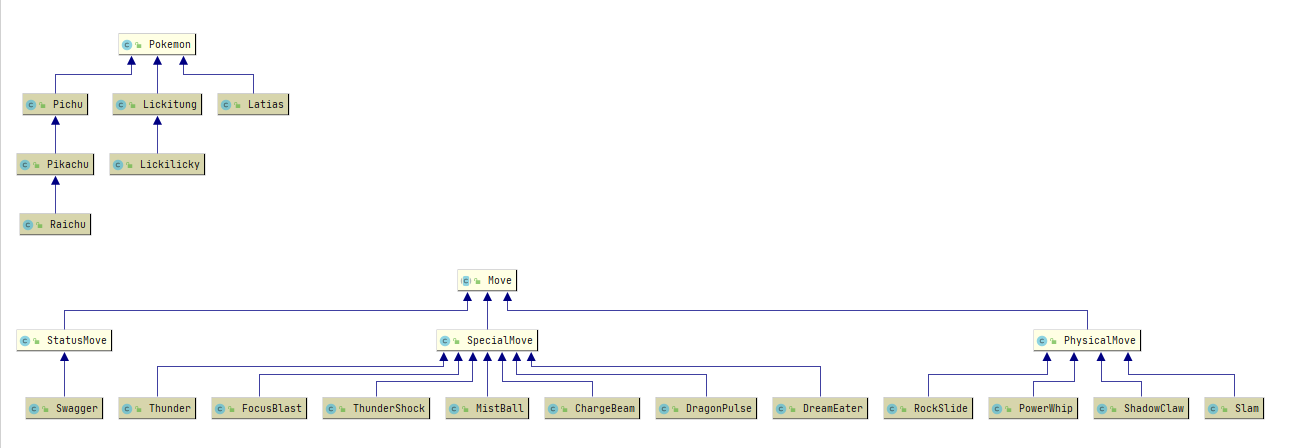 Pokemon
Pichu Lickitung Latias
Pikachu Lickilicky
Raichu
Move
StatusMove SpecialMove PhysicalMove
Swagger Thunder FocusBlast ThunderShock MistBall ChargeBeam DragonPulse DreamEater RockSlide PowerWhip ShadowClaw Slam